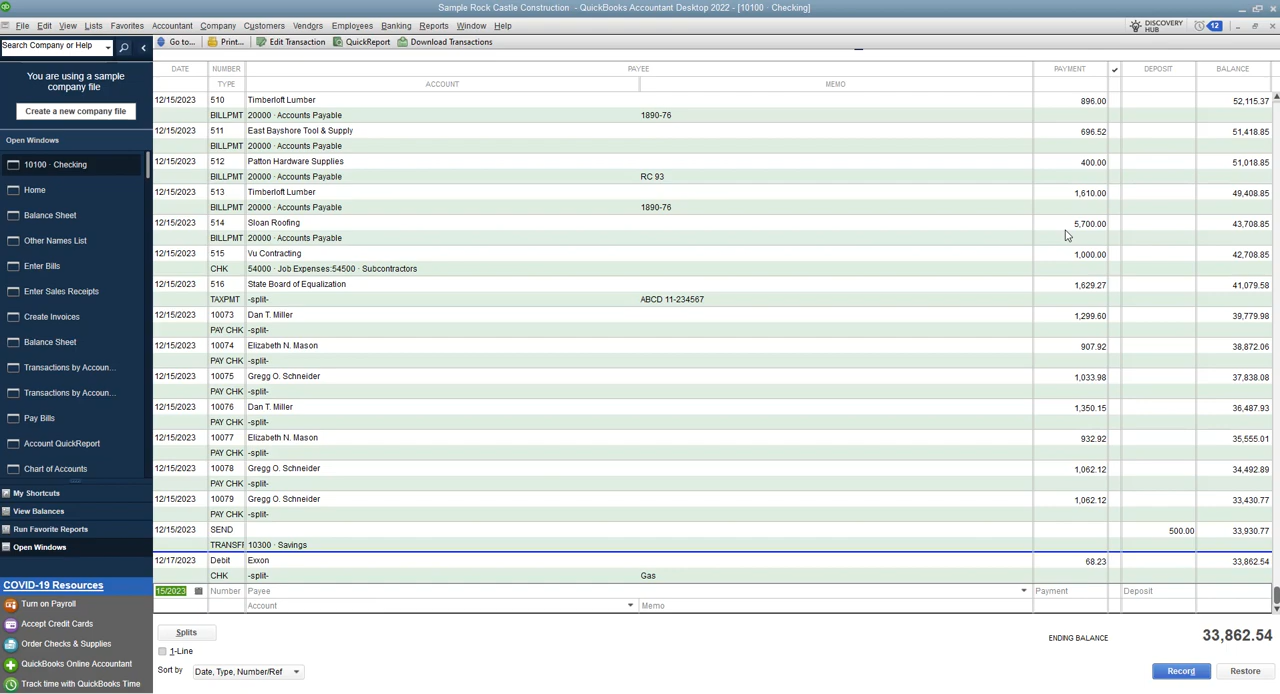 Sample Rock Castle Construction - QuickBooks Accountant Desktop 2022 - [10100 · Checking]
File Edit View Lists Favorites Accountant Company Customers Vendors Employees Banking Reports Window Help
DISCOVERY HUB 12
Search Company or Help
Go to... Print... Edit Transaction QuickReport Download Transactions
You are using a sample company file
Create a new company file
Open Windows
10100 · Checking
Home
Balance Sheet
Other Names List
Enter Bills
Enter Sales Receipts
Create Invoices
Balance Sheet
Transactions by Accoun...
Transactions by Accoun...
Pay Bills
Account QuickReport
Chart of Accounts
My Shortcuts
View Balances
Run Favorite Reports
Open Windows
COVID-19 Resources
Turn on Payroll
Accept Credit Cards
Order Checks & Supplies
QuickBooks Online Accountant
Track time with QuickBooks Time
DATE NUMBER PAYEE PAYMENT ✓ DEPOSIT BALANCE
TYPE ACCOUNT MEMO
12/15/2023 510 Timberloft Lumber 896.00 52,115.37
BILLPMT 20000 · Accounts Payable 1890-76
12/15/2023 511 East Bayshore Tool & Supply 696.52 51,418.85
BILLPMT 20000 · Accounts Payable
12/15/2023 512 Patton Hardware Supplies 400.00 51,018.85
BILLPMT 20000 · Accounts Payable RC 93
12/15/2023 513 Timberloft Lumber 1,610.00 49,408.85
BILLPMT 20000 · Accounts Payable 1890-76
12/15/2023 514 Sloan Roofing 5,700.00 43,708.85
BILLPMT 20000 · Accounts Payable
12/15/2023 515 Vu Contracting 1,000.00 42,708.85
CHK 54000 · Job Expenses:54500 · Subcontractors
12/15/2023 516 State Board of Equalization 1,629.27 41,079.58
TAXPMT -split- ABCD 11-234567
12/15/2023 10073 Dan T. Miller 1,299.60 39,779.98
PAY CHK -split-
12/15/2023 10074 Elizabeth N. Mason 907.92 38,872.06
PAY CHK -split-
12/15/2023 10075 Gregg O. Schneider 1,033.98 37,838.08
PAY CHK -split-
12/15/2023 10076 Dan T. Miller 1,350.15 36,487.93
PAY CHK -split-
12/15/2023 10077 Elizabeth N. Mason 932.92 35,555.01
PAY CHK -split-
12/15/2023 10078 Gregg O. Schneider 1,062.12 34,492.89
PAY CHK -split-
12/15/2023 10079 Gregg O. Schneider 1,062.12 33,430.77
PAY CHK -split-
12/15/2023 SEND 500.00 33,930.77
TRANSFI 10300 · Savings
12/17/2023 Debit Exxon 68.23 33,862.54
CHK -split- Gas
15/2023 Number Payee Payment Deposit
Account Memo
Splits
ENDING BALANCE 33,862.54
1-Line
Sort by Date, Type, Number/Ref
Record Restore